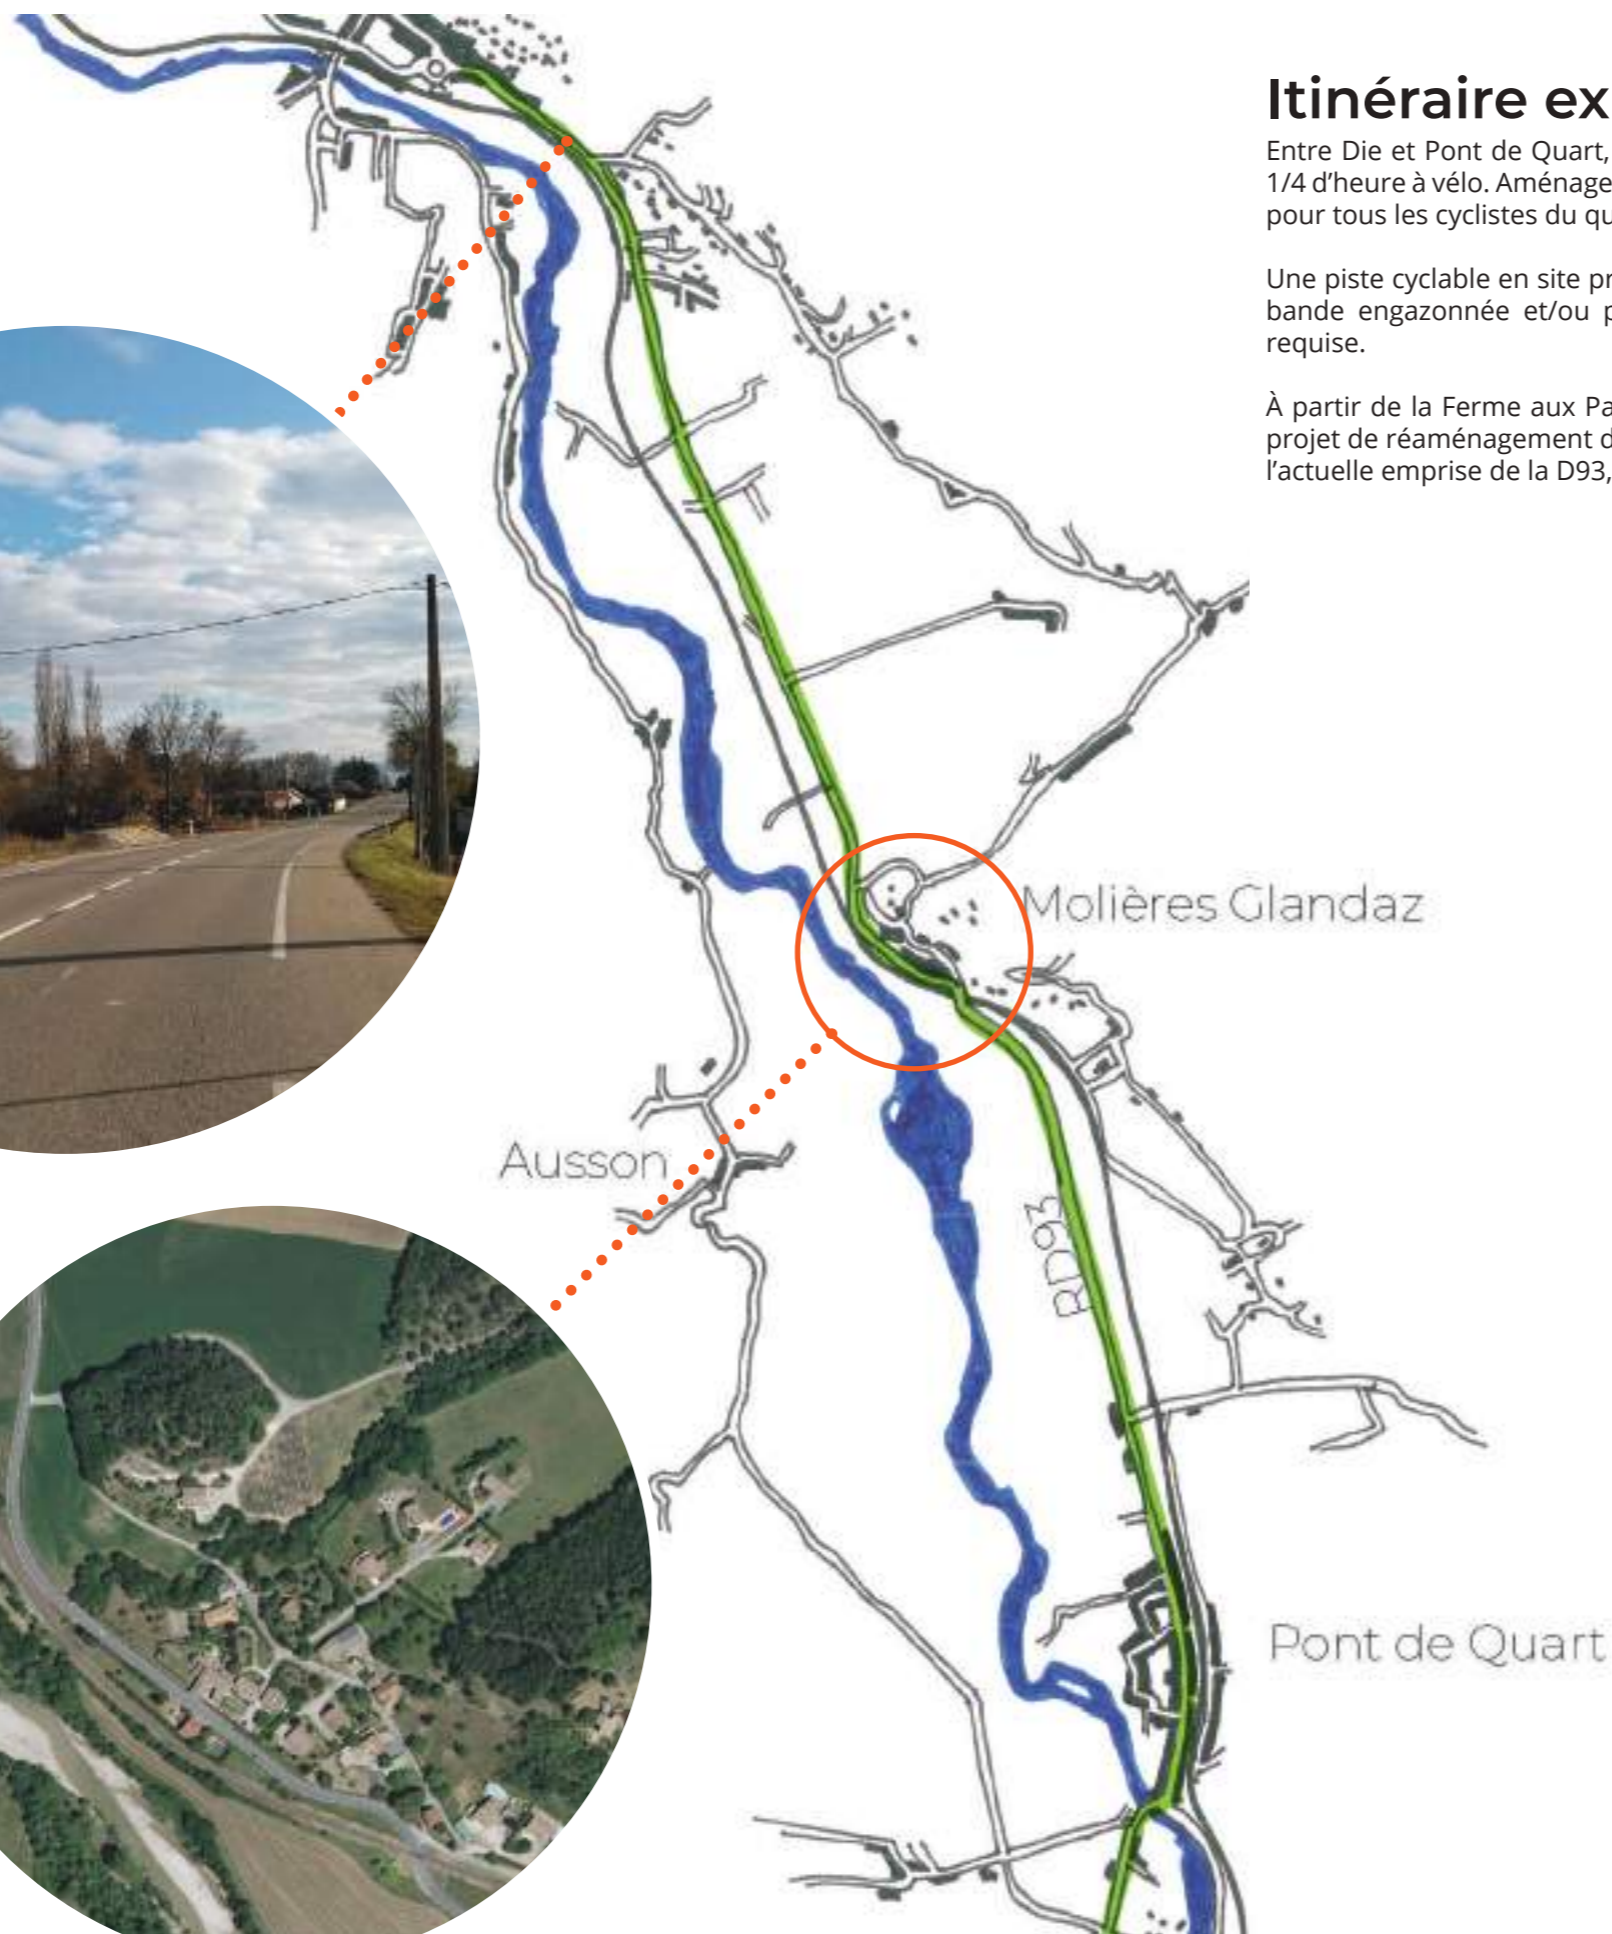 Itinéraire ex
Entre Die et Pont de Quart,
1/4 d'heure à vélo. Aménage
pour tous les cyclistes du qu
Une piste cyclable en site pr
bande engazonnée et/ou p
requise.
À partir de la Ferme aux Pa
projet de réaménagement d
l'actuelle emprise de la D93,
Molières Glandaz
Ausson
RD93
Pont de Quart